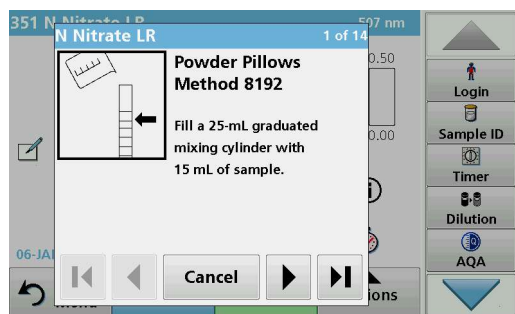 351 N Nitrate LR
507 nm
N Nitrate LR
1 of 14
Powder Pillows
Method 8192
Fill a 25-mL graduated
mixing cylinder with
15 mL of sample.
Cancel
0.50
0.00
06-JA
Menu
ions
Login
Sample ID
Timer
Dilution
AQA